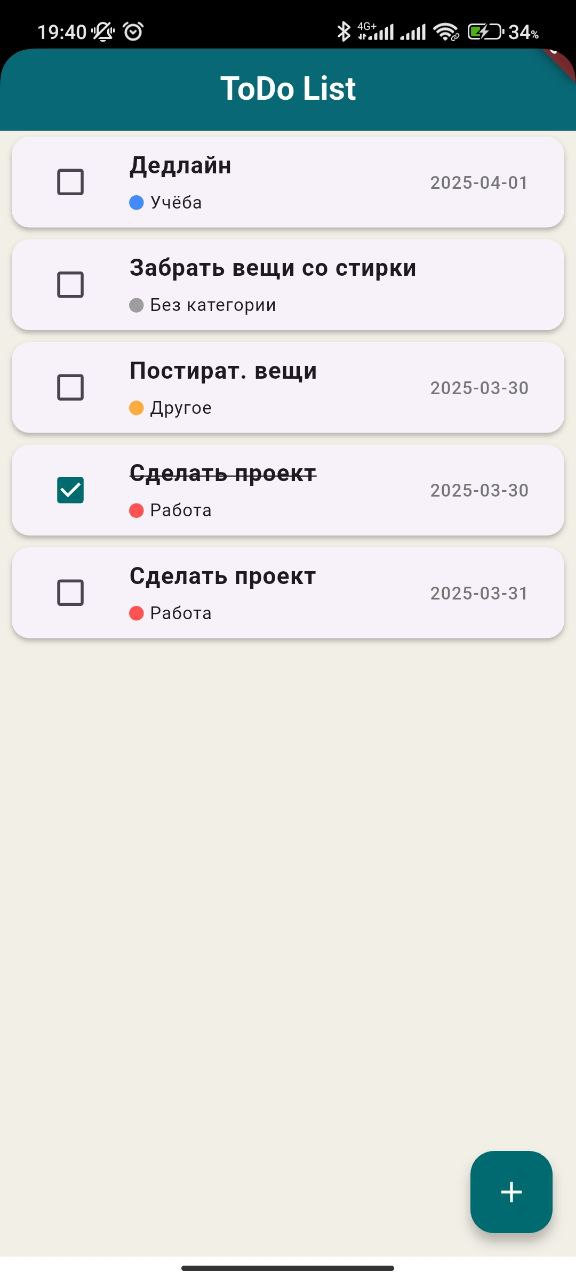 19:40 4G+ 34%
ToDo List
Дедлайн
Учёба
2025-04-01
Забрать вещи со стирки
Без категории
Постират. вещи
Другое
2025-03-30
Сделать проект
Работа
2025-03-30
Сделать проект
Работа
2025-03-31
+